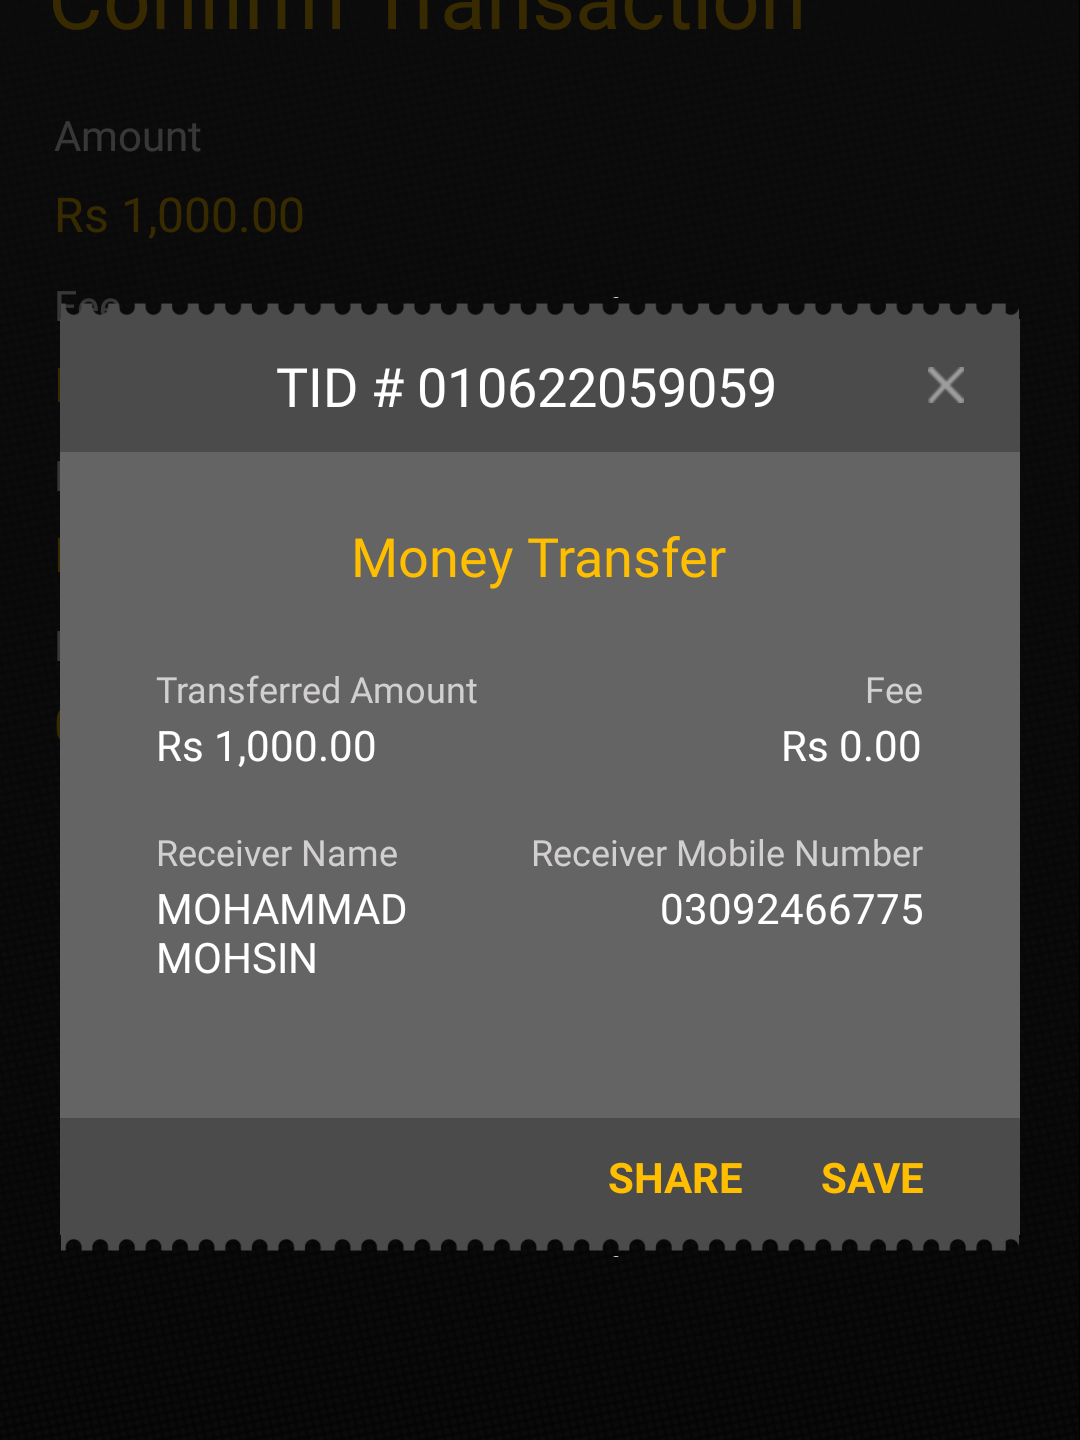 Confirm Transaction
Amount
Rs 1,000.00
Fee
TID # 010622059059
Money Transfer
Transferred Amount Fee
Rs 1,000.00 Rs 0.00
Receiver Name Receiver Mobile Number
MOHAMMAD 03092466775
MOHSIN
SHARE SAVE